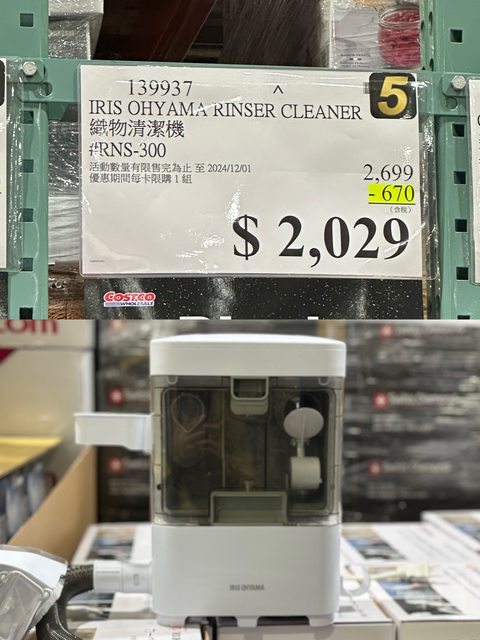 139937
^
5
IRIS OHYAMA RINSER CLEANER
織物清潔機
#RNS-300
活動數量有限售完為止 至 2024/12/01
優惠期間每卡限購 1 組
2,699
- 670
(含稅)
$ 2,029
COSTCO
WHOLESALE
IRIS OHYAMA